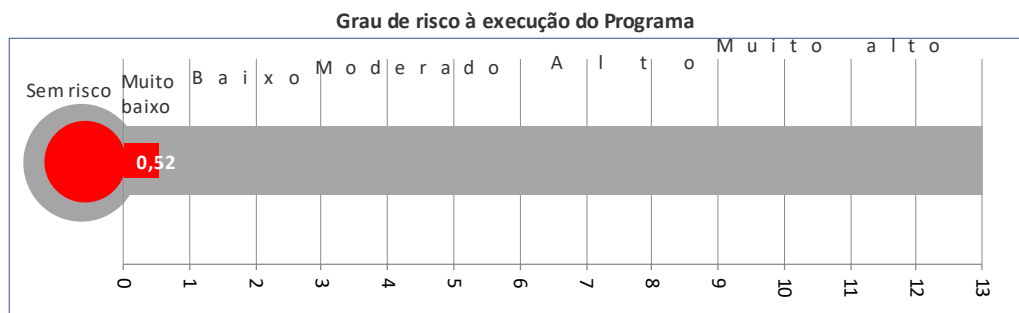 Grau de risco à execução do Programa
Muito alto
Baixo Moderado Alto
Sem risco Muito
baixo
0,52
0 1 2 3 4 5 6 7 8 9 10 11 12 13